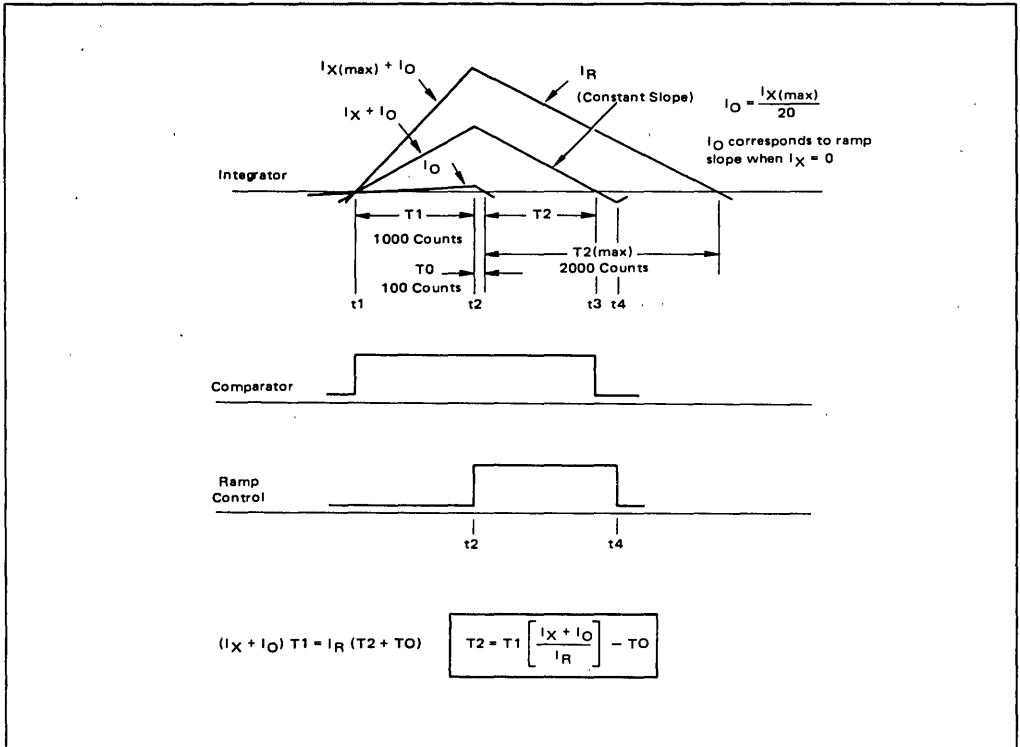 IX(max) + IO
IR
(Constant Slope)
IO = IX(max) / 20
IX + IO
IO corresponds to ramp
slope when IX = 0
IO
Integrator
T1
T2
1000 Counts
T2(max)
2000 Counts
TO
100 Counts
t1
t2
t3
t4
Comparator
Ramp
Control
t2
t4
(IX + IO) T1 = IR (T2 + TO)
T2 = T1 [ IX + IO / IR ] − TO